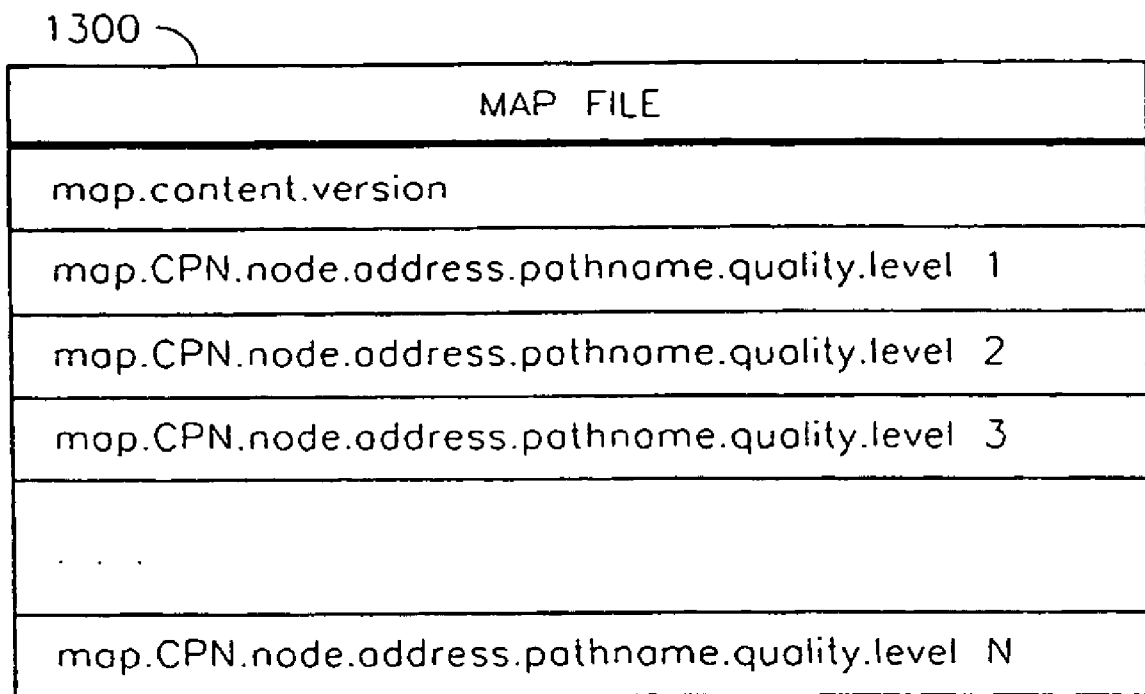 1300
MAP FILE
map.content.version
map.CPN.node.address.pathname.quality.level 1
map.CPN.node.address.pathname.quality.level 2
map.CPN.node.address.pathname.quality.level 3
. . .
map.CPN.node.address.pathname.quality.level N